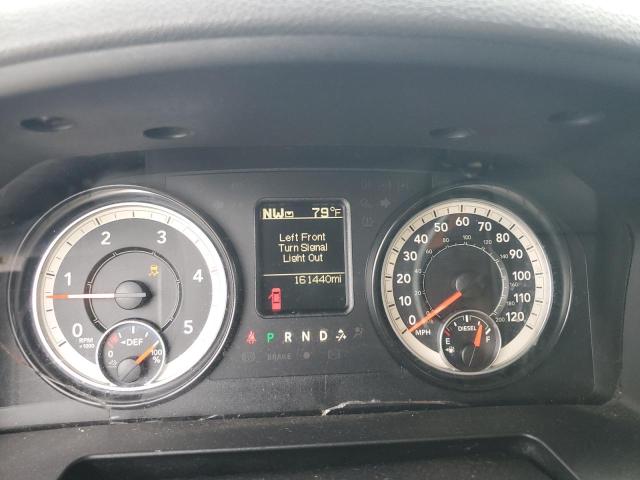 NW 79°F
Left Front
Turn Signal
Light Out
161440mi
0 1 2 3 4 5
RPM
x1000
DEF
0 100
%
P R N D
BRAKE
0 10 20 30 40 50 60 70 80 90 100 110 120
MPH
DIESEL
E F